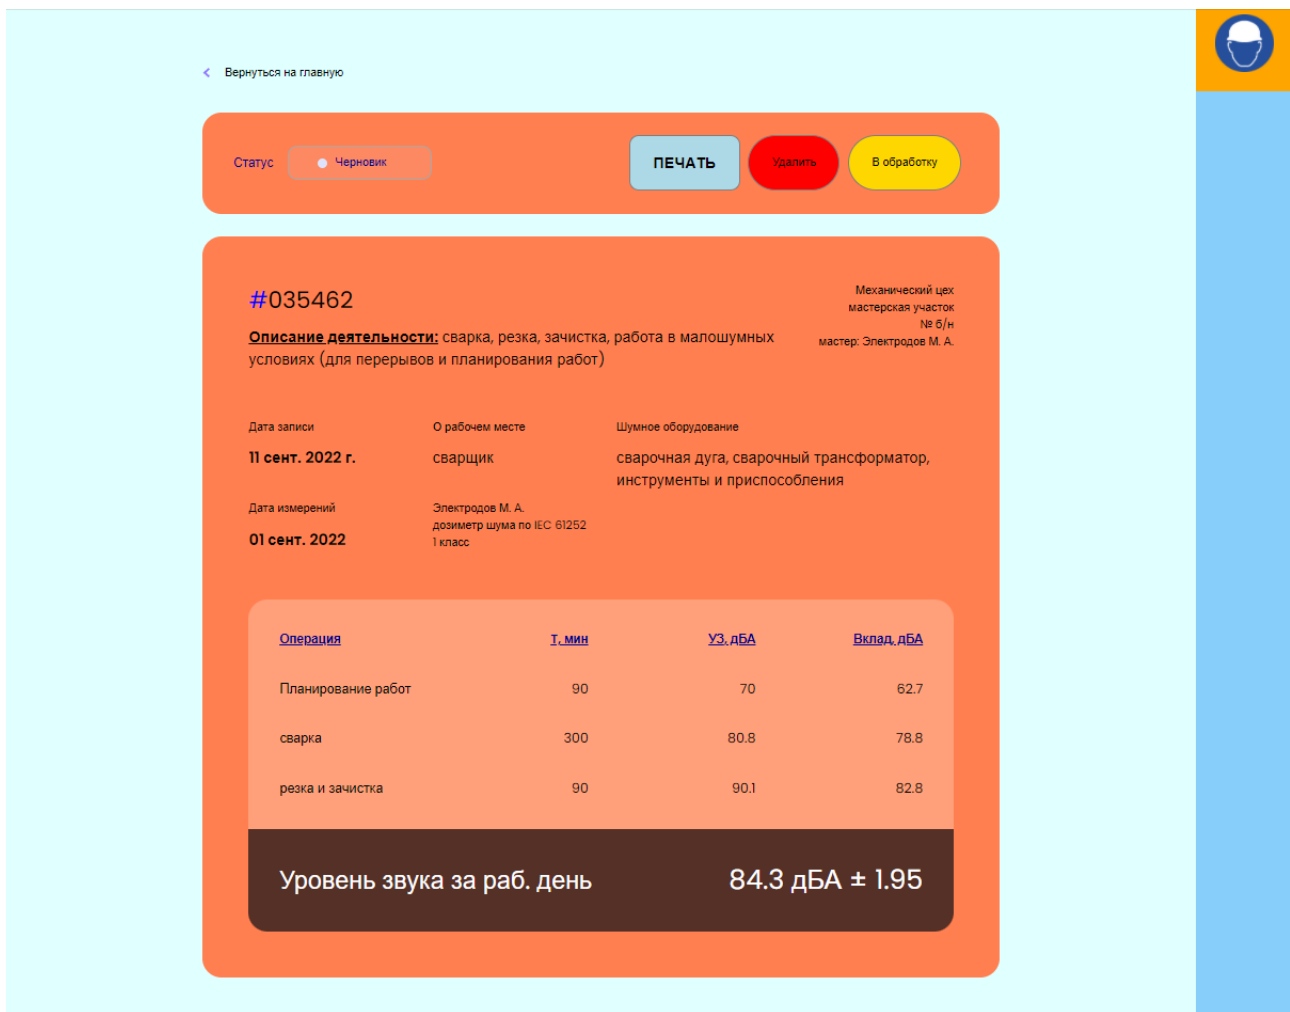 Вернуться на главную
Статус
Черновик
ПЕЧАТЬ
Удалить
В обработку
#035462
Описание деятельности: сварка, резка, зачистка, работа в малошумных
условиях (для перерывов и планирования работ)
Механический цех
мастерская участок
№ б/н
мастер: Электродов М. А.
Дата записи
11 сент. 2022 г.
Дата измерений
01 сент. 2022
О рабочем месте
сварщик
Электродов М. А.
дозиметр шума по IEC 61252
1 класс
Шумное оборудование
сварочная дуга, сварочный трансформатор,
инструменты и приспособления
Операция T, мин УЗ, дБА Вклад, дБА
Планирование работ 90 70 62.7
сварка 300 80.8 78.8
резка и зачистка 90 90.1 82.8
Уровень звука за раб. день 84.3 дБА ± 1.95